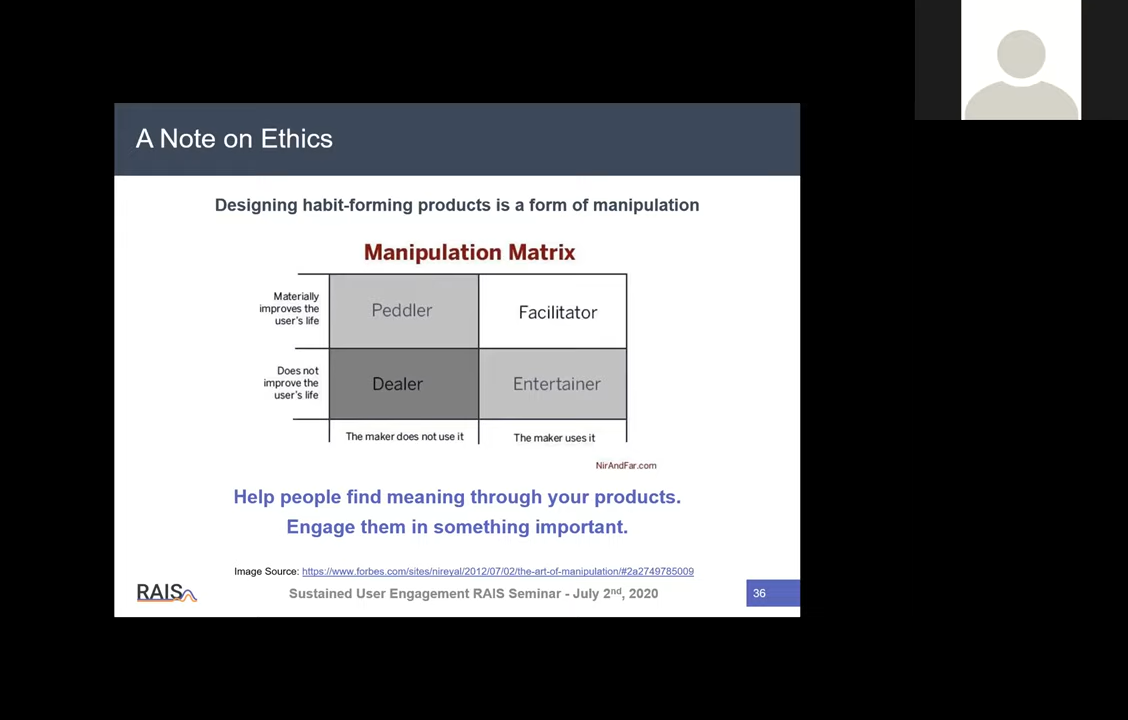 A Note on Ethics
Designing habit-forming products is a form of manipulation
Manipulation Matrix
Materially
improves the
user's life
Peddler
Facilitator
Does not
improve the
user's life
Dealer
Entertainer
The maker does not use it
The maker uses it
NirAndFar.com
Help people find meaning through your products.
Engage them in something important.
Image Source: https://www.forbes.com/sites/nireyal/2012/07/02/the-art-of-manipulation/#2a2749785009
RAIS
Sustained User Engagement RAIS Seminar - July 2nd, 2020
36